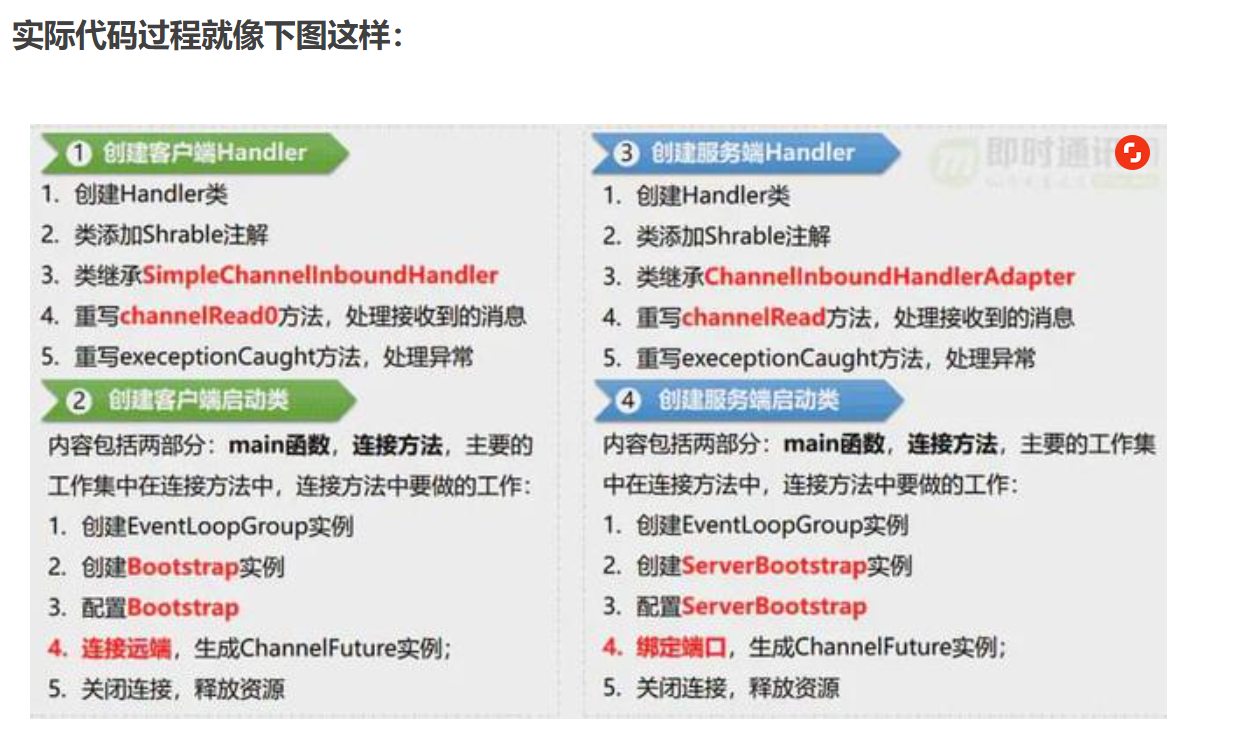 实际代码过程就像下图这样：
1 创建客户端Handler
1. 创建Handler类
2. 类添加Shrable注解
3. 类继承SimpleChannelInboundHandler
4. 重写channelRead0方法，处理接收到的消息
5. 重写execeptionCaught方法，处理异常
2 创建客户端启动类
内容包括两部分：main函数，连接方法，主要的
工作集中在连接方法中，连接方法中要做的工作：
1. 创建EventLoopGroup实例
2. 创建Bootstrap实例
3. 配置Bootstrap
4. 连接远端，生成ChannelFuture实例；
5. 关闭连接，释放资源
3 创建服务端Handler
即时通讯
1. 创建Handler类
2. 类添加Shrable注解
3. 类继承ChannelInboundHandlerAdapter
4. 重写channelRead方法，处理接收到的消息
5. 重写execeptionCaught方法，处理异常
4 创建服务端启动类
内容包括两部分：main函数，连接方法，主要的工作集
中在连接方法中，连接方法中要做的工作：
1. 创建EventLoopGroup实例
2. 创建ServerBootstrap实例
3. 配置ServerBootstrap
4. 绑定端口，生成ChannelFuture实例；
5. 关闭连接，释放资源